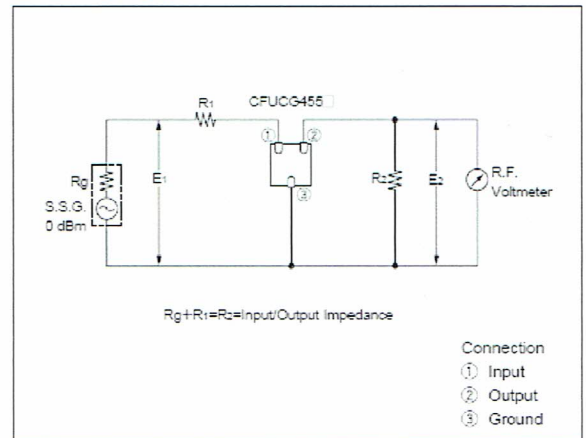 R1 CFUCG455□
① ②
Rg E1 R2 E2 R.F.
Voltmeter
S.S.G.
0 dBm
③
Rg+R1=R2=Input/Output Impedance
Connection
① Input
② Output
③ Ground